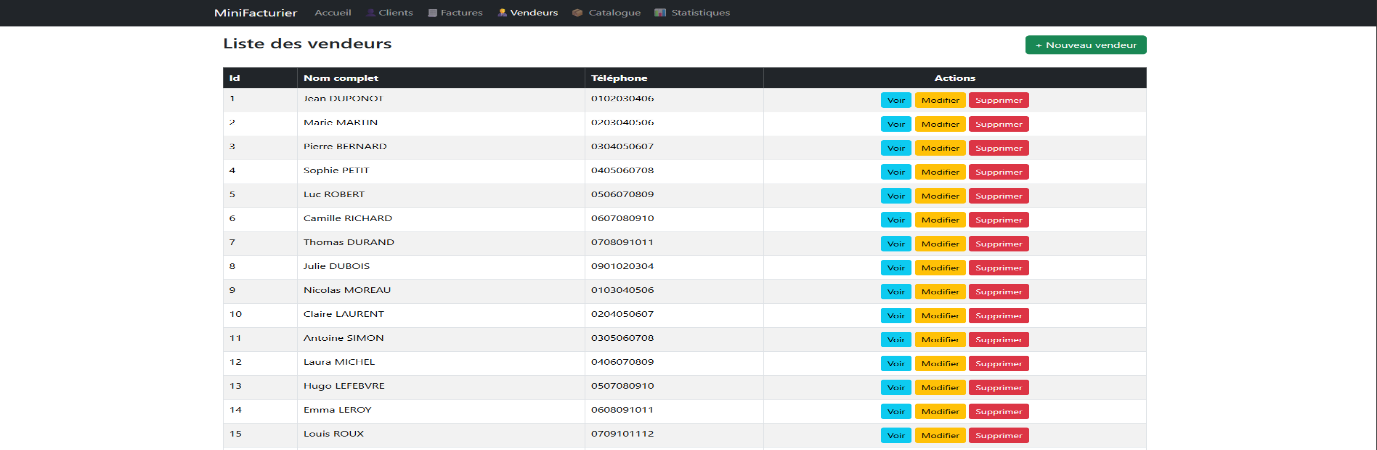 MiniFacturier Accueil Clients Factures Vendeurs Catalogue Statistiques
Liste des vendeurs + Nouveau vendeur
Id Nom complet Téléphone Actions
1 Jean DUPONOT 0102030406 Voir Modifier Supprimer
2 Marie MARTIN 0203040506 Voir Modifier Supprimer
3 Pierre BERNARD 0304050607 Voir Modifier Supprimer
4 Sophie PETIT 0405060708 Voir Modifier Supprimer
5 Luc ROBERT 0506070809 Voir Modifier Supprimer
6 Camille RICHARD 0607080910 Voir Modifier Supprimer
7 Thomas DURAND 0708091011 Voir Modifier Supprimer
8 Julie DUBOIS 0901020304 Voir Modifier Supprimer
9 Nicolas MOREAU 0103040506 Voir Modifier Supprimer
10 Claire LAURENT 0204050607 Voir Modifier Supprimer
11 Antoine SIMON 0305060708 Voir Modifier Supprimer
12 Laura MICHEL 0406070809 Voir Modifier Supprimer
13 Hugo LEFEBVRE 0507080910 Voir Modifier Supprimer
14 Emma LEROY 0608091011 Voir Modifier Supprimer
15 Louis ROUX 0709101112 Voir Modifier Supprimer